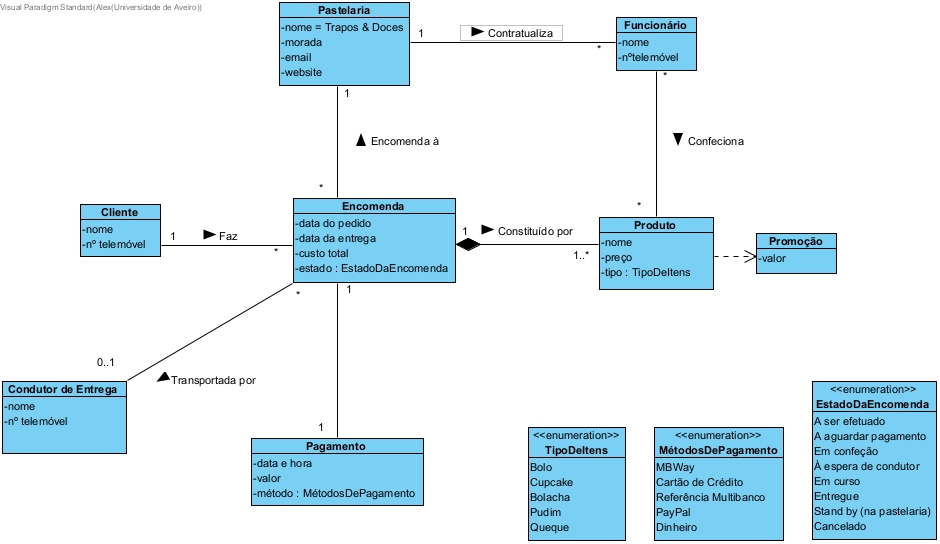 Visual Paradigm Standard(Alex(Universidade de Aveiro))
Pastelaria
-nome = Trapos & Doces
-morada
-email
-website
1
Contratualiza
*
Funcionário
-nome
-nºtelemóvel
*
Confeciona
*
1
Encomenda à
*
Cliente
-nome
-nº telemóvel
1
Faz
*
Encomenda
-data do pedido
-data da entrega
-custo total
-estado : EstadoDaEncomenda
1
Constituído por
1..*
Produto
-nome
-preço
-tipo : TipoDeItens
Promoção
-valor
*
0..1
Transportada por
Condutor de Entrega
-nome
-nº telemóvel
1
1
Pagamento
-data e hora
-valor
-método : MétodosDePagamento
<<enumeration>>
TipoDeItens
Bolo
Cupcake
Bolacha
Pudim
Queque
<<enumeration>>
MétodosDePagamento
MBWay
Cartão de Crédito
Referência Multibanco
PayPal
Dinheiro
<<enumeration>>
EstadoDaEncomenda
A ser efetuado
A aguardar pagamento
Em confeção
À espera de condutor
Em curso
Entregue
Stand by (na pastelaria)
Cancelado